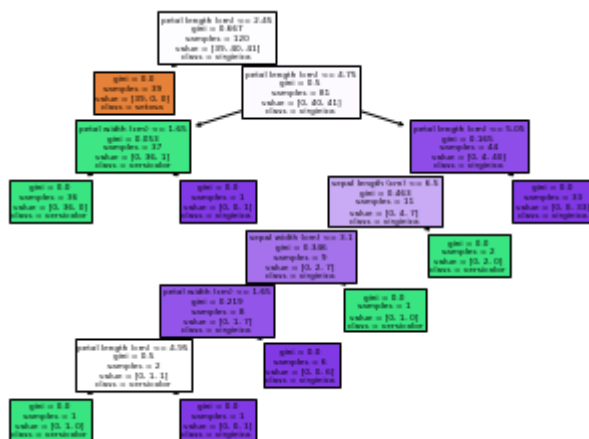 petal length (cm) <= 2.45
gini = 0.667
samples = 120
value = [39, 40, 41]
class = virginica
gini = 0.0
samples = 39
value = [39, 0, 0]
class = setosa
petal length (cm) <= 4.75
gini = 0.5
samples = 81
value = [0, 40, 41]
class = virginica
petal width (cm) <= 1.65
gini = 0.053
samples = 37
value = [0, 36, 1]
class = versicolor
petal length (cm) <= 5.05
gini = 0.165
samples = 44
value = [0, 4, 40]
class = virginica
gini = 0.0
samples = 36
value = [0, 36, 0]
class = versicolor
gini = 0.0
samples = 1
value = [0, 0, 1]
class = virginica
sepal length (cm) <= 6.5
gini = 0.463
samples = 11
value = [0, 4, 7]
class = virginica
gini = 0.0
samples = 33
value = [0, 0, 33]
class = virginica
sepal width (cm) <= 3.1
gini = 0.346
samples = 9
value = [0, 2, 7]
class = virginica
gini = 0.0
samples = 2
value = [0, 2, 0]
class = versicolor
petal width (cm) <= 1.65
gini = 0.219
samples = 8
value = [0, 1, 7]
class = virginica
gini = 0.0
samples = 1
value = [0, 1, 0]
class = versicolor
petal length (cm) <= 4.95
gini = 0.5
samples = 2
value = [0, 1, 1]
class = versicolor
gini = 0.0
samples = 6
value = [0, 0, 6]
class = virginica
gini = 0.0
samples = 1
value = [0, 1, 0]
class = versicolor
gini = 0.0
samples = 1
value = [0, 0, 1]
class = virginica